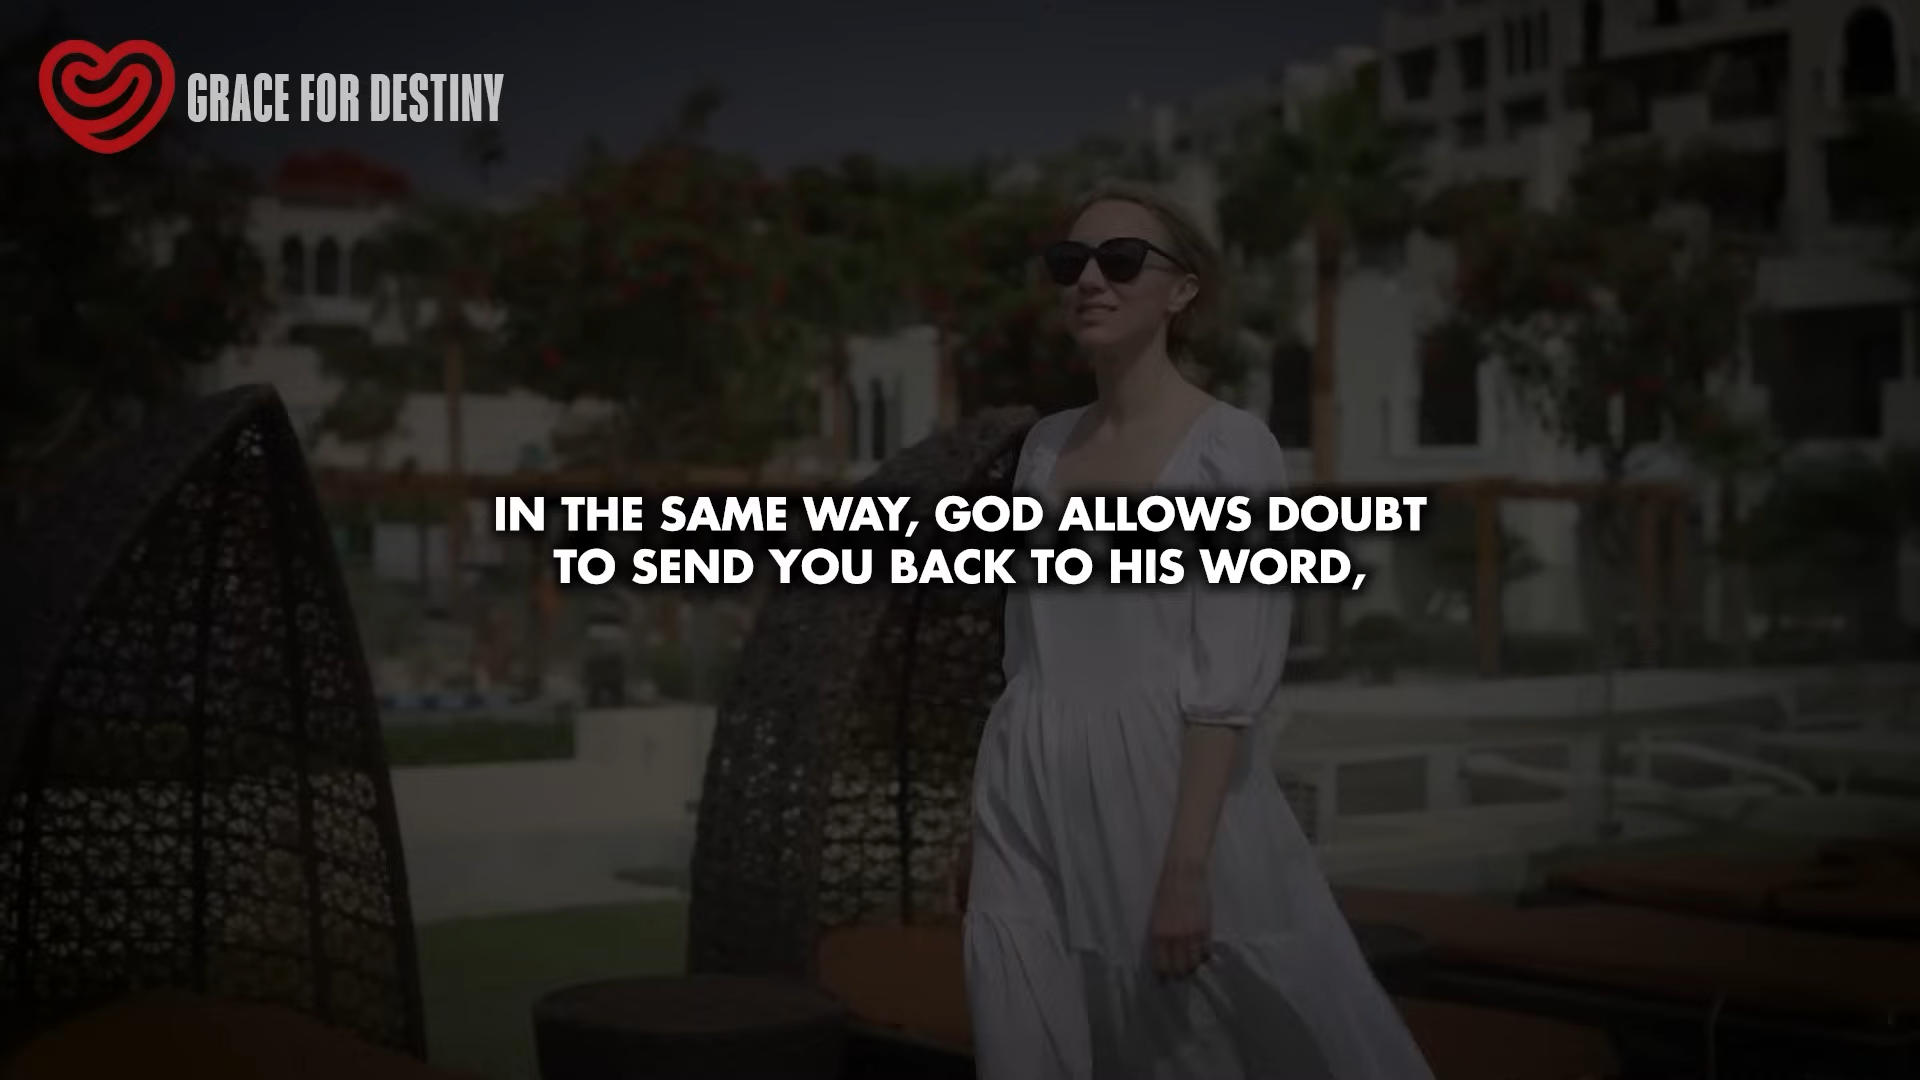 GRACE FOR DESTINY
IN THE SAME WAY, GOD ALLOWS DOUBT
TO SEND YOU BACK TO HIS WORD,